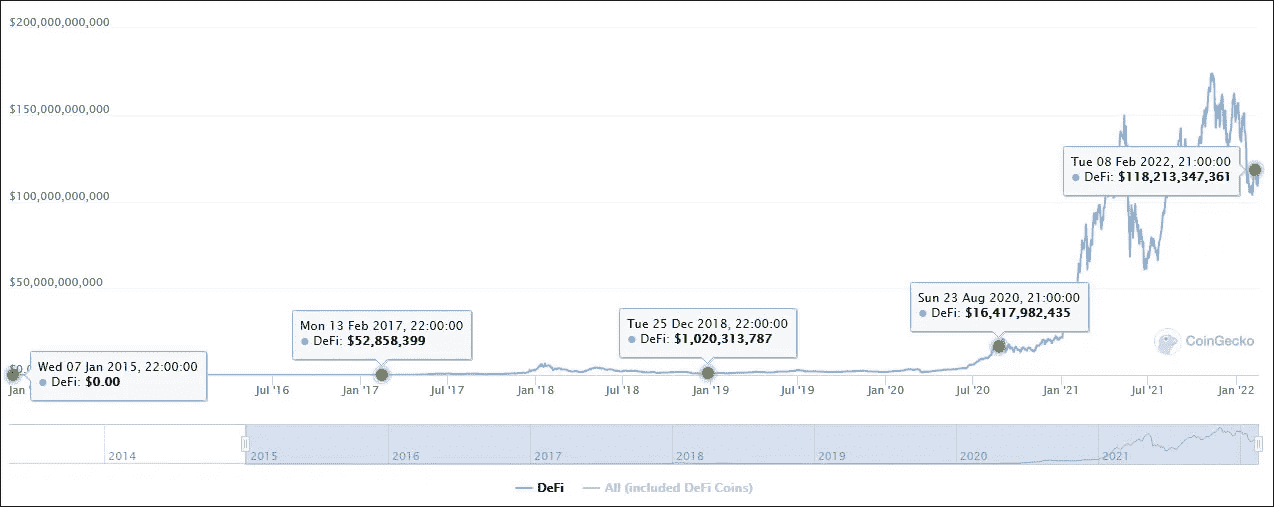 $200,000,000,000
$150,000,000,000
$100,000,000,000
$50,000,000,000
Tue 08 Feb 2022, 21:00:00
DeFi: $118,213,347,361
Sun 23 Aug 2020, 21:00:00
DeFi: $16,417,982,435
Tue 25 Dec 2018, 22:00:00
DeFi: $1,020,313,787
Mon 13 Feb 2017, 22:00:00
DeFi: $52,858,399
Wed 07 Jan 2015, 22:00:00
DeFi: $0.00
CoinGecko
Jul '16 Jan '17 Jul '17 Jan '18 Jul '18 Jan '19 Jul '19 Jan '20 Jul '20 Jan '21 Jul '21 Jan '22
2014 2015 2016 2017 2018 2019 2020 2021
DeFi All (included DeFi Coins)